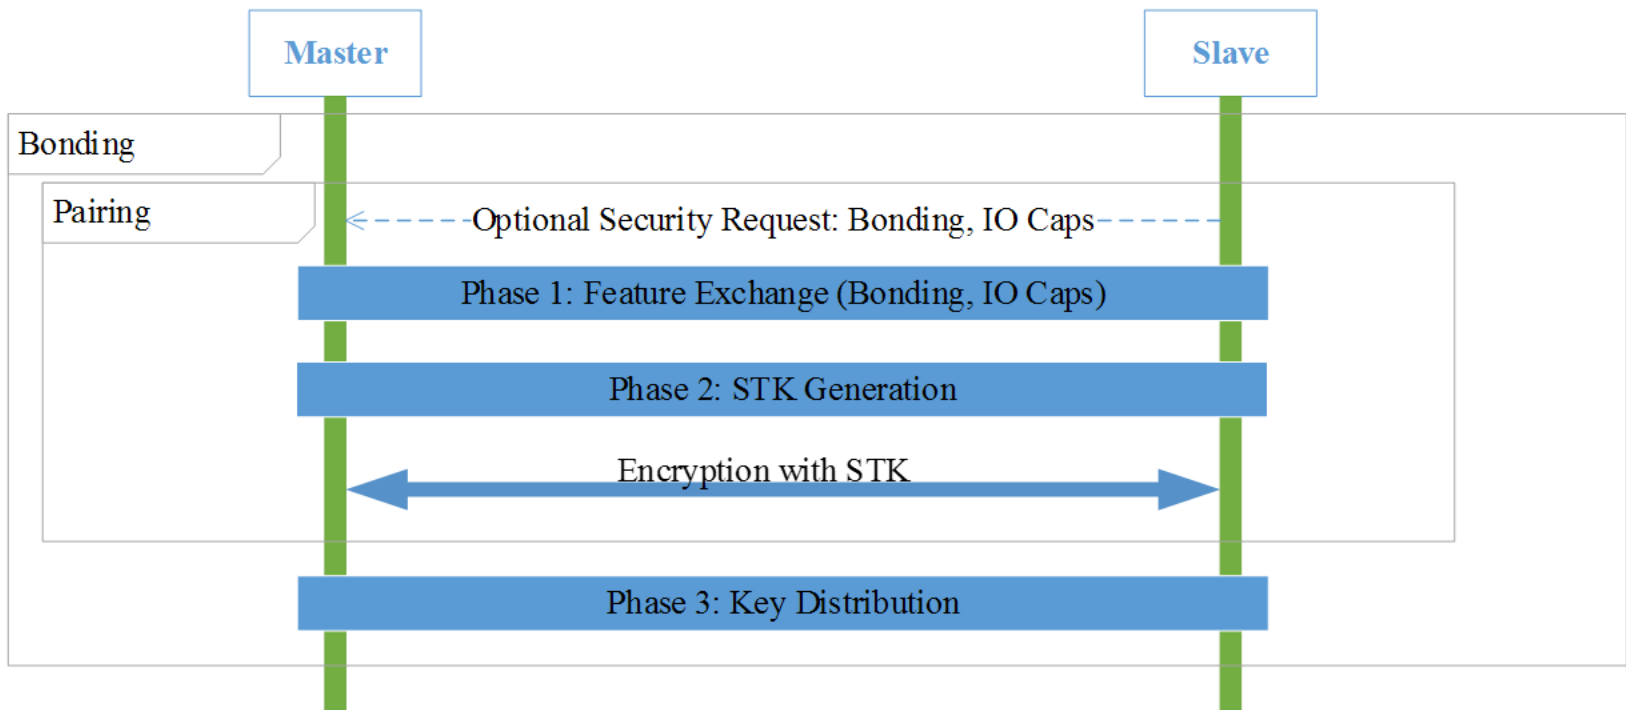 Master
Slave
Bonding
Pairing
Optional Security Request: Bonding, IO Caps
Phase 1: Feature Exchange (Bonding, IO Caps)
Phase 2: STK Generation
Encryption with STK
Phase 3: Key Distribution